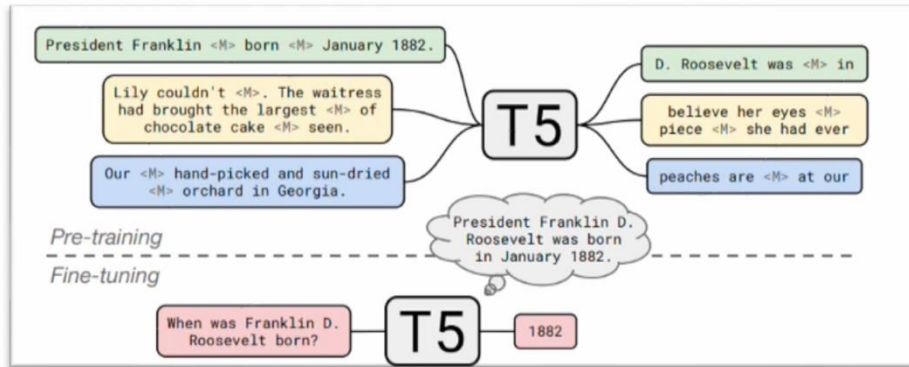 President Franklin <M> born <M> January 1882.
Lily couldn't <M>. The waitress
had brought the largest <M> of
chocolate cake <M> seen.
Our <M> hand-picked and sun-dried
<M> orchard in Georgia.
T5
D. Roosevelt was <M> in
believe her eyes <M>
piece <M> she had ever
peaches are <M> at our
Pre-training
President Franklin D.
Roosevelt was born
in January 1882.
Fine-tuning
When was Franklin D.
Roosevelt born?
T5
1882